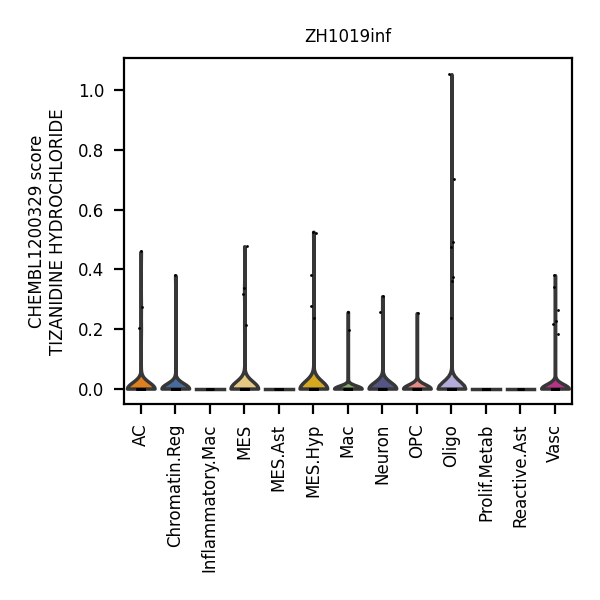 ZH1019inf
CHEMBL1200329 score
TIZANIDINE HYDROCHLORIDE
1.0
0.8
0.6
0.4
0.2
0.0
AC
Chromatin.Reg
Inflammatory.Mac
MES
MES.Ast
MES.Hyp
Mac
Neuron
OPC
Oligo
Prolif.Metab
Reactive.Ast
Vasc